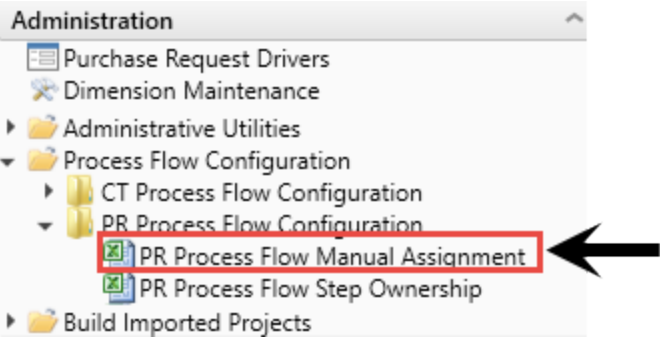 Administration
Purchase Request Drivers
Dimension Maintenance
Administrative Utilities
Process Flow Configuration
CT Process Flow Configuration
PR Process Flow Configuration
PR Process Flow Manual Assignment
PR Process Flow Step Ownership
Build Imported Projects